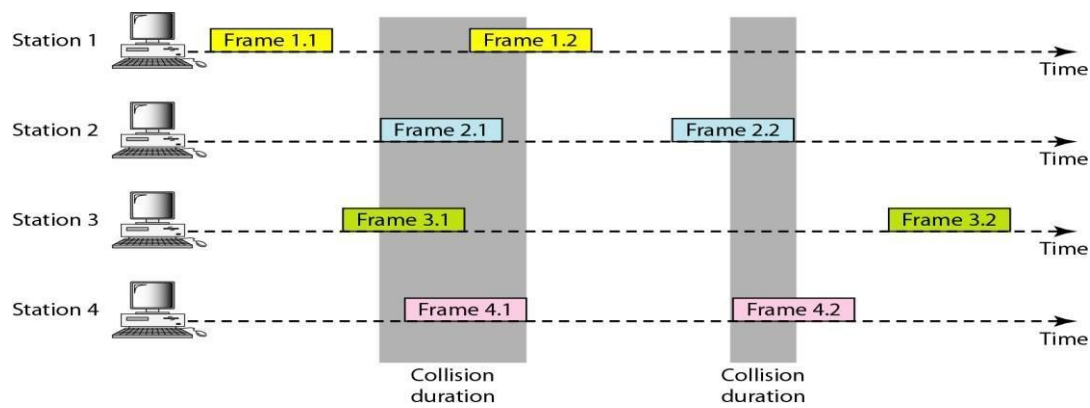 Station 1
Frame 1.1
Frame 1.2
Time
Station 2
Frame 2.1
Frame 2.2
Time
Station 3
Frame 3.1
Frame 3.2
Time
Station 4
Frame 4.1
Frame 4.2
Time
Collision
duration
Collision
duration